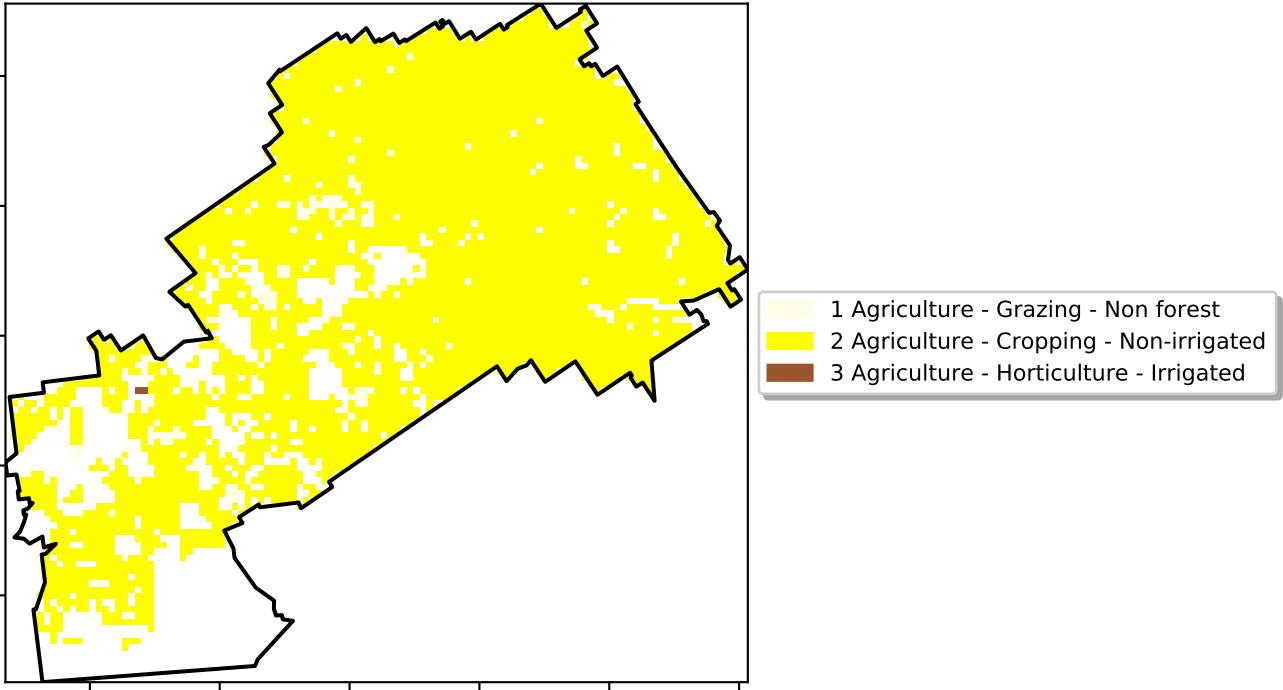 1 Agriculture - Grazing - Non forest
2 Agriculture - Cropping - Non-irrigated
3 Agriculture - Horticulture - Irrigated